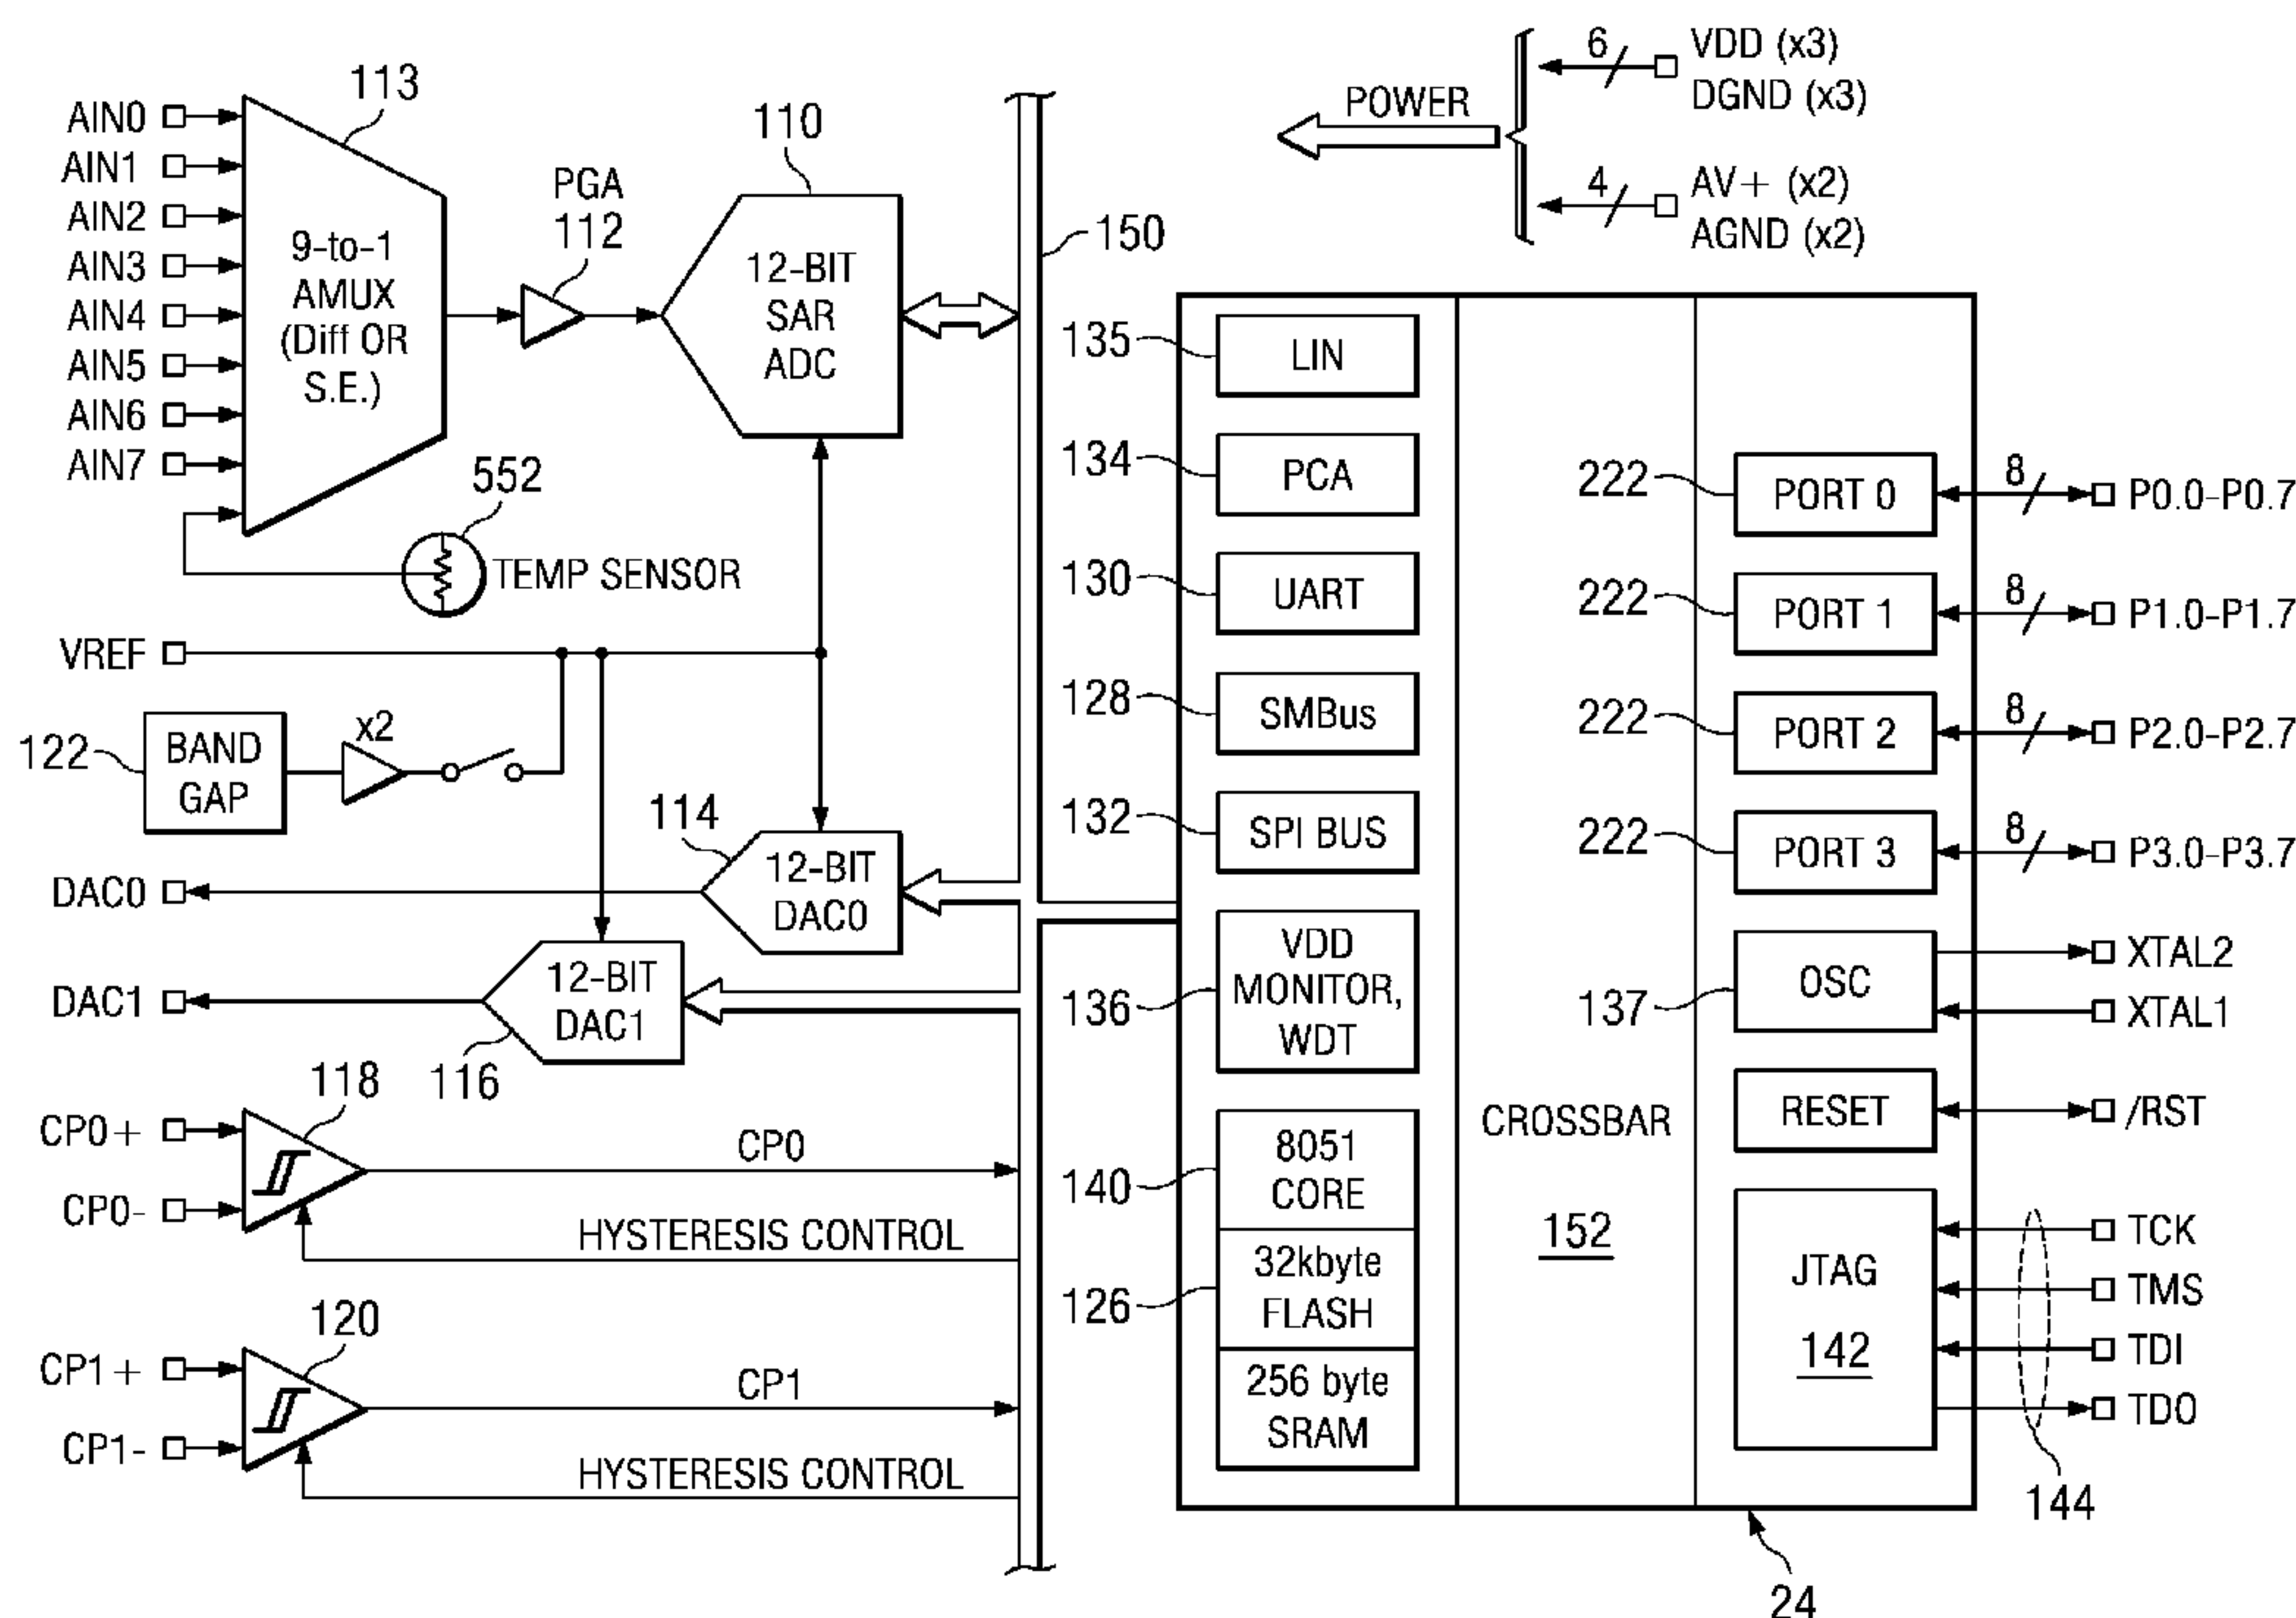 113
AIN0
AIN1
AIN2
AIN3
AIN4
AIN5
AIN6
AIN7
9-to-1
AMUX
(Diff OR
S.E.)
PGA
112
110
12-BIT
SAR
ADC
552
TEMP SENSOR
VREF
122
BAND
GAP
x2
114
12-BIT
DAC0
DAC0
12-BIT
DAC1
DAC1
116
118
CP0+
CP0-
CP0
HYSTERESIS CONTROL
120
CP1+
CP1-
CP1
HYSTERESIS CONTROL
150
POWER
6
VDD (x3)
DGND (x3)
4
AV+ (x2)
AGND (x2)
135
LIN
134
PCA
130
UART
128
SMBus
132
SPI BUS
136
VDD
MONITOR,
WDT
140
8051
CORE
126
32kbyte
FLASH
256 byte
SRAM
CROSSBAR
152
222
PORT 0
8
P0.0-P0.7
222
PORT 1
8
P1.0-P1.7
222
PORT 2
8
P2.0-P2.7
222
PORT 3
8
P3.0-P3.7
137
OSC
XTAL2
XTAL1
RESET
/RST
JTAG
142
TCK
TMS
TDI
TDO
144
24